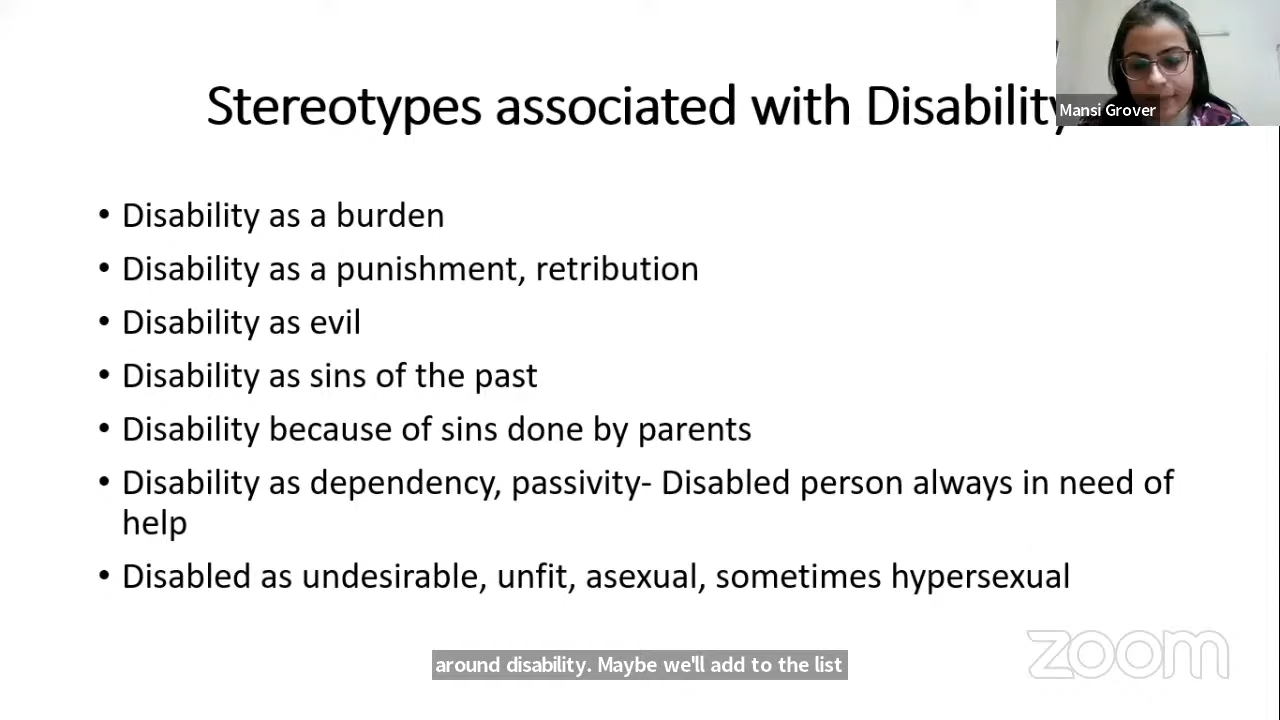 Stereotypes associated with Disability
Mansi Grover
• Disability as a burden
• Disability as a punishment, retribution
• Disability as evil
• Disability as sins of the past
• Disability because of sins done by parents
• Disability as dependency, passivity- Disabled person always in need of
help
• Disabled as undesirable, unfit, asexual, sometimes hypersexual
around disability. Maybe we'll add to the list
zoom